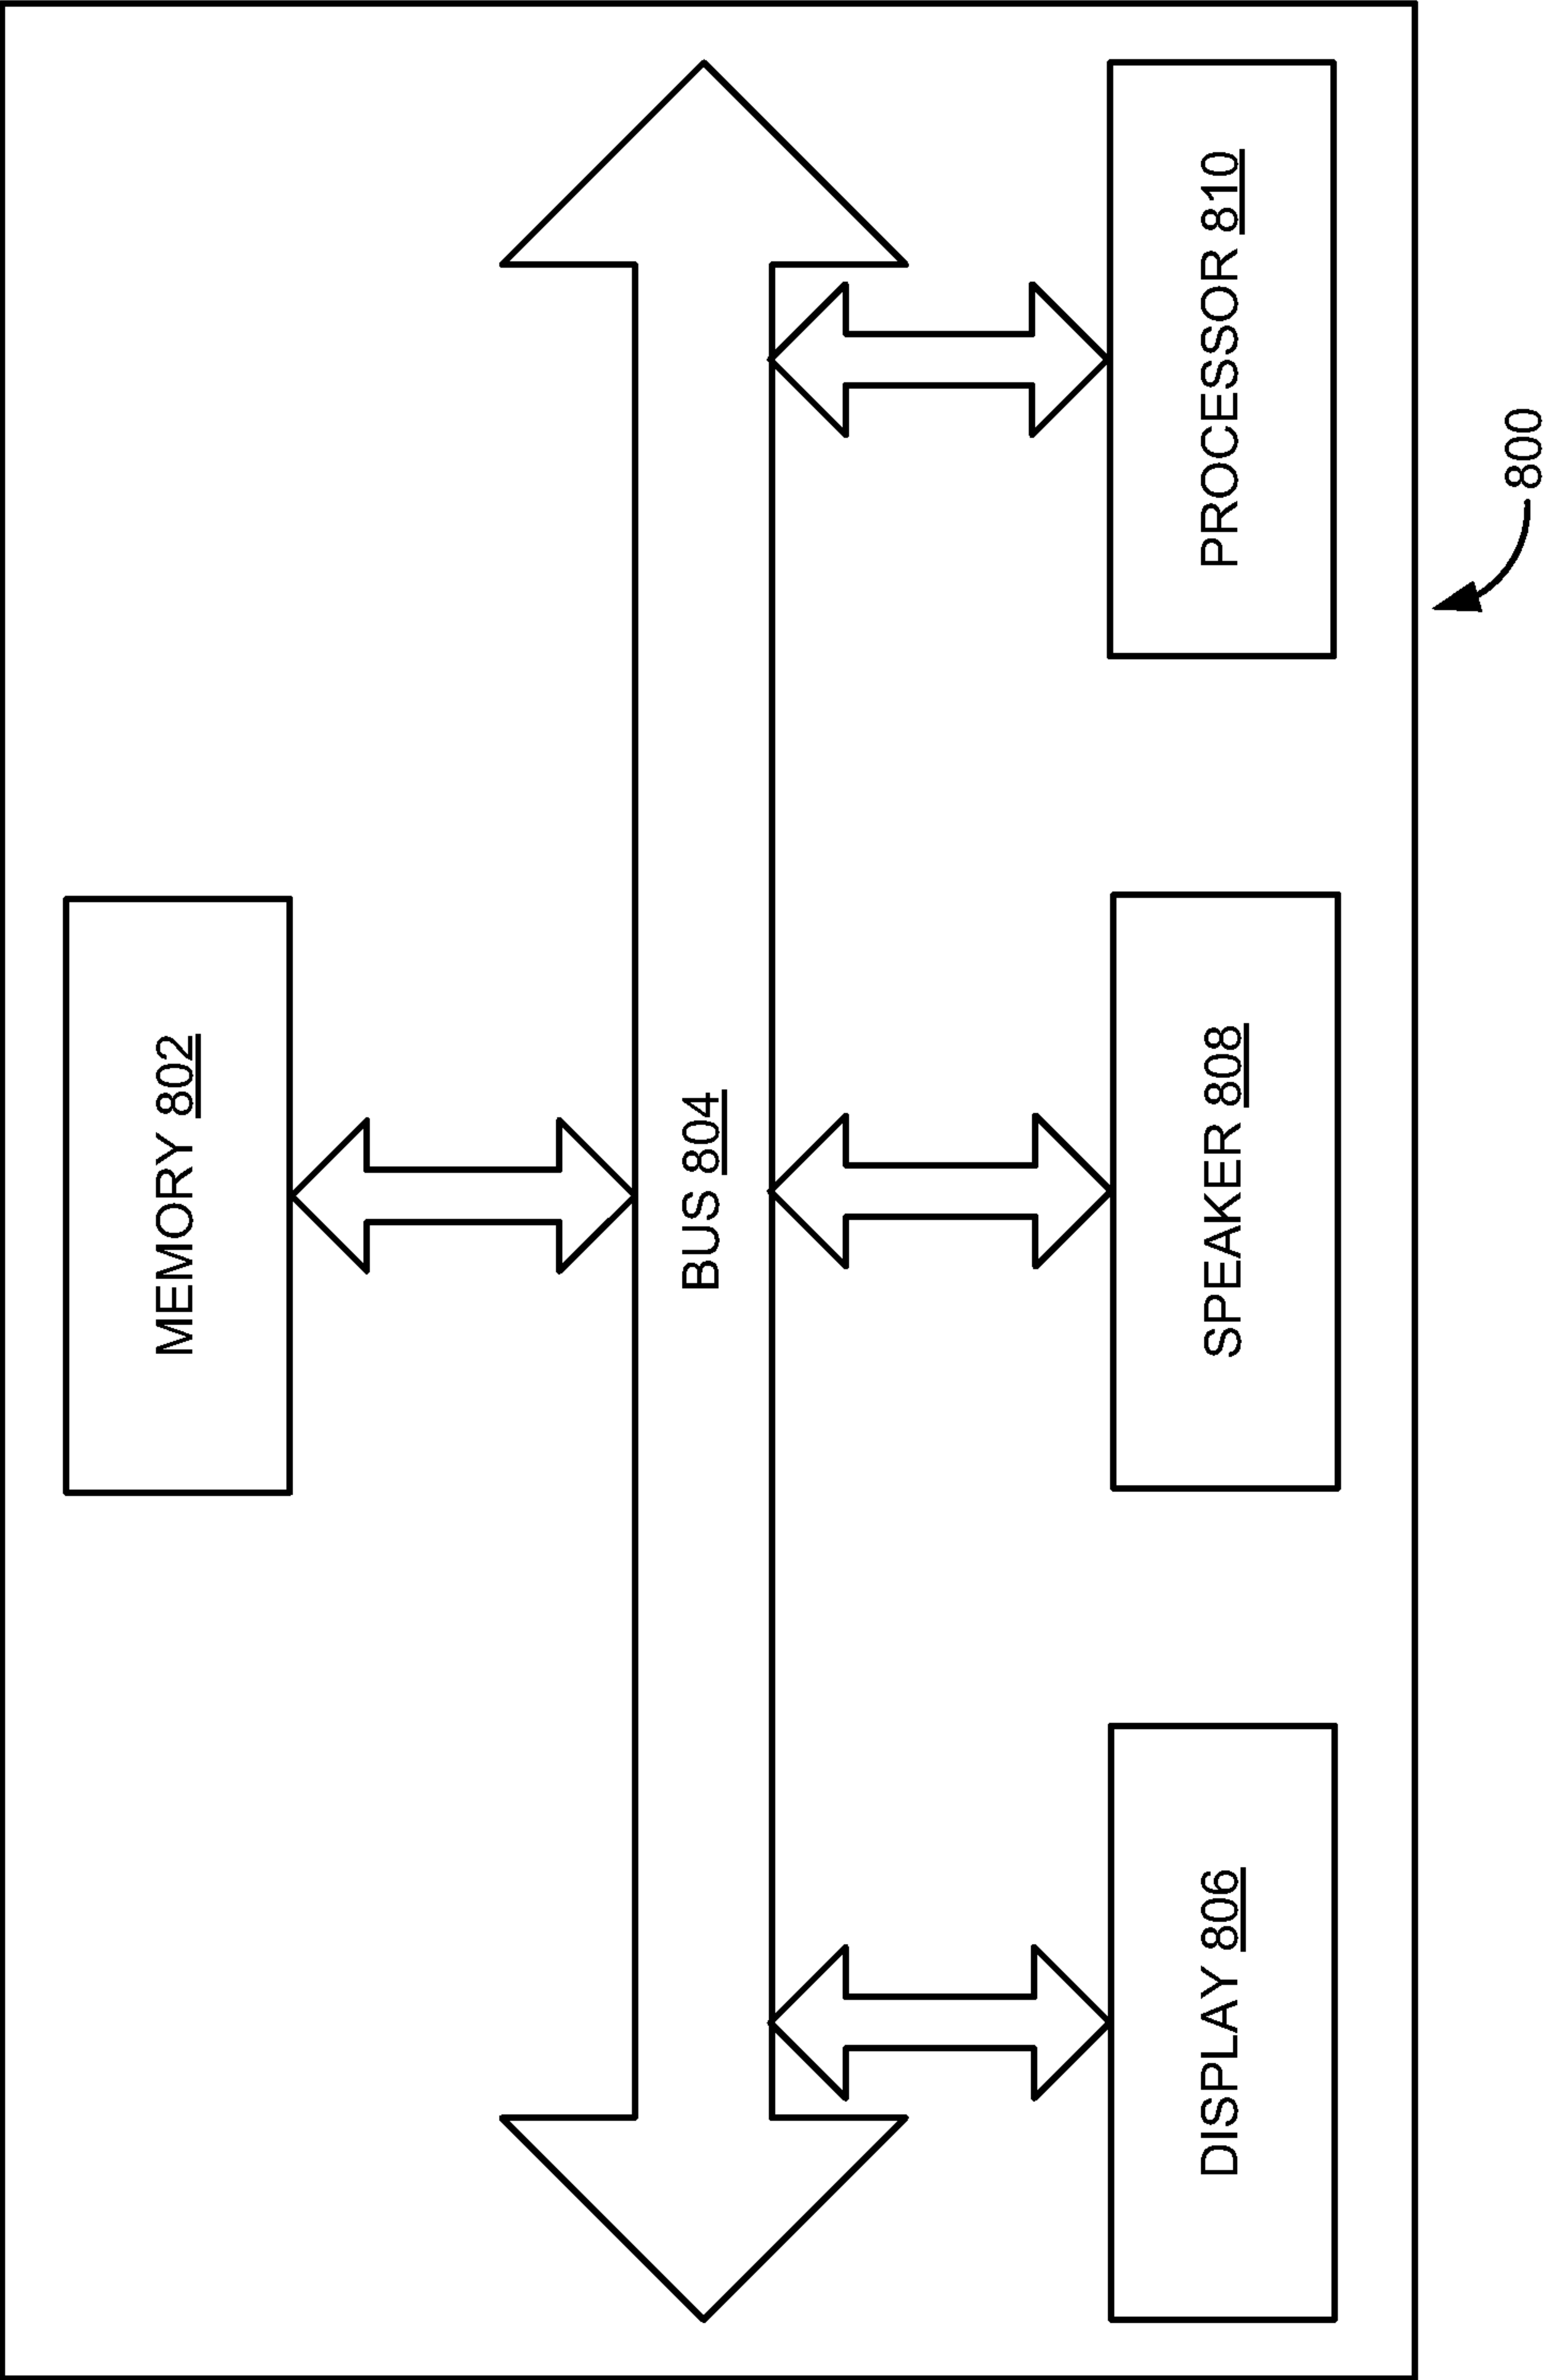 MEMORY 802
BUS 804
DISPLAY 806
SPEAKER 808
PROCESSOR 810
800